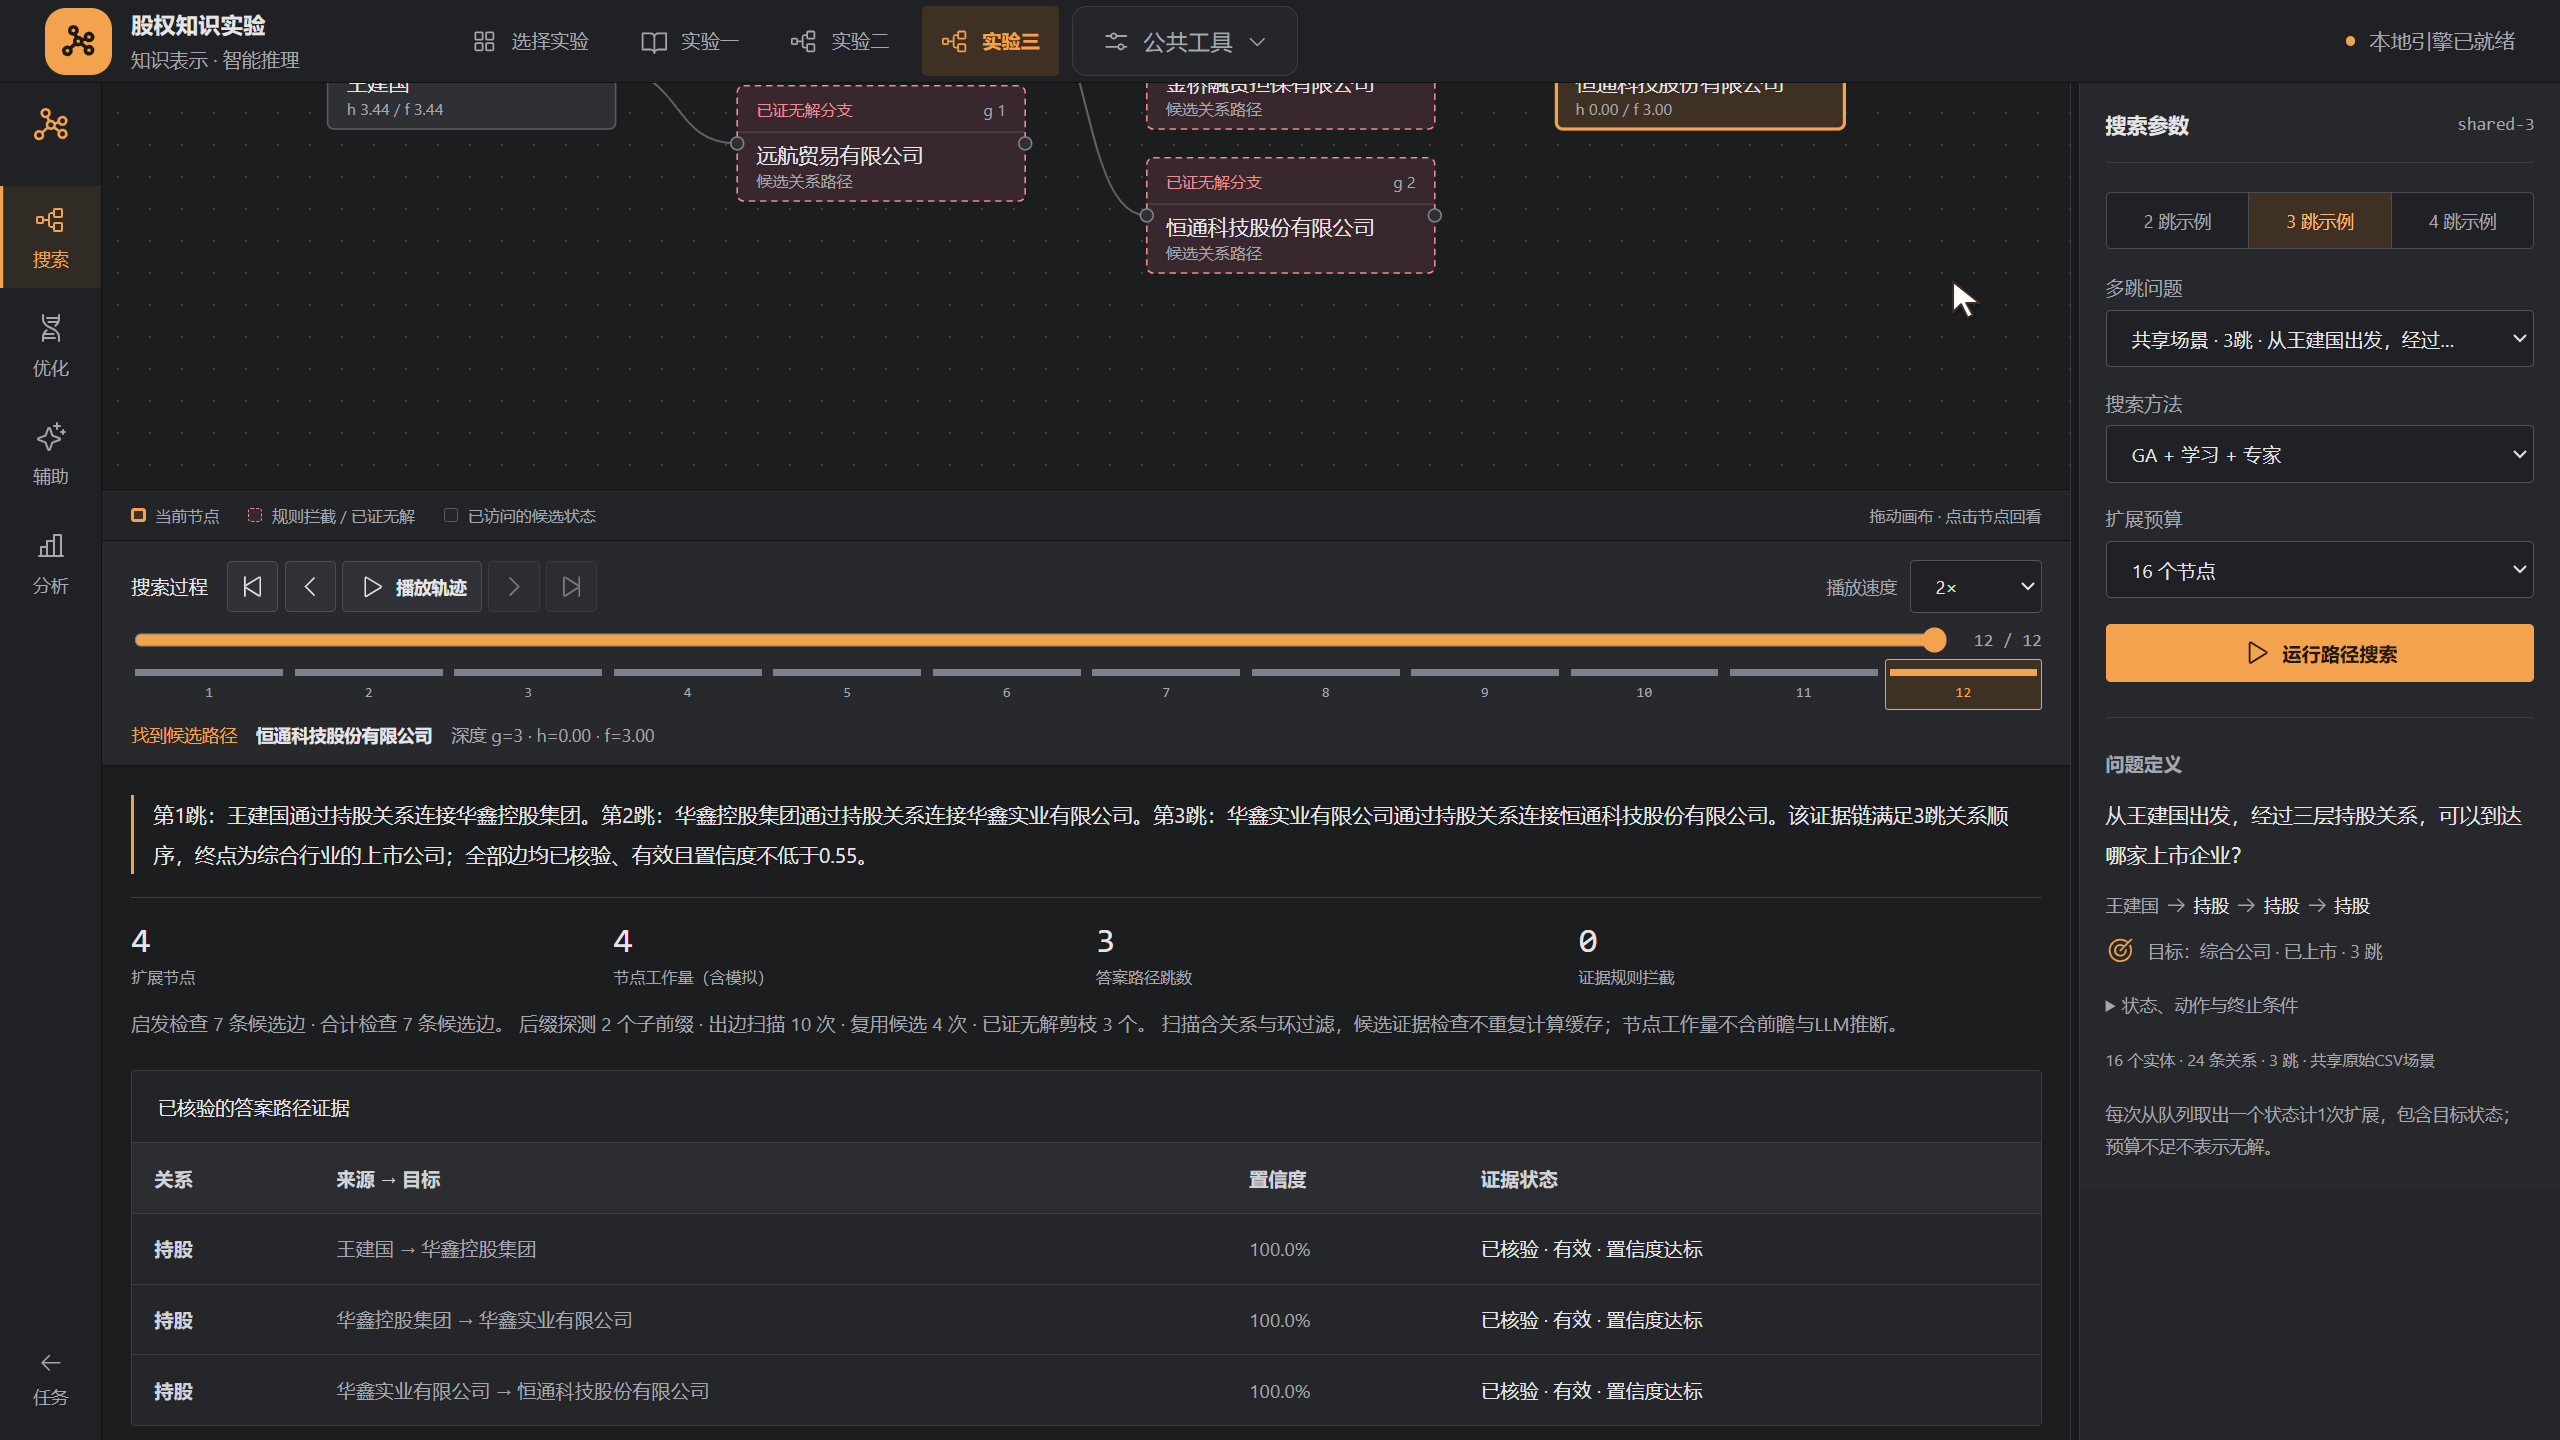 股权知识实验
知识表示 · 智能推理
选择实验
实验一
实验二
实验三
公共工具
本地引擎已就绪
搜索
优化
辅助
分析
任务
王建国
h 3.44 / f 3.44
已证无解分支 g 1
远航贸易有限公司
候选关系路径
金桥融资担保有限公司
候选关系路径
已证无解分支 g 2
恒通科技股份有限公司
候选关系路径
恒通科技股份有限公司
h 0.00 / f 3.00
当前节点 规则拦截 / 已证无解 已访问的候选状态
拖动画布 · 点击节点回看
搜索过程 播放轨迹
播放速度 2×
12 / 12
1 2 3 4 5 6 7 8 9 10 11 12
找到候选路径 恒通科技股份有限公司 深度 g=3 · h=0.00 · f=3.00
第1跳：王建国通过持股关系连接华鑫控股集团。第2跳：华鑫控股集团通过持股关系连接华鑫实业有限公司。第3跳：华鑫实业有限公司通过持股关系连接恒通科技股份有限公司。该证据链满足3跳关系顺
序，终点为综合行业的上市公司；全部边均已核验、有效且置信度不低于0.55。
4 4 3 0
扩展节点 节点工作量（含模拟） 答案路径跳数 证据规则拦截
启发检查 7 条候选边 · 合计检查 7 条候选边。 后缀探测 2 个子前缀 · 出边扫描 10 次 · 复用候选 4 次 · 已证无解剪枝 3 个。 扫描含关系与环过滤，候选证据检查不重复计算缓存；节点工作量不含前瞻与LLM推断。
已核验的答案路径证据
关系 来源 → 目标 置信度 证据状态
持股 王建国 → 华鑫控股集团 100.0% 已核验 · 有效 · 置信度达标
持股 华鑫控股集团 → 华鑫实业有限公司 100.0% 已核验 · 有效 · 置信度达标
持股 华鑫实业有限公司 → 恒通科技股份有限公司 100.0% 已核验 · 有效 · 置信度达标
搜索参数 shared-3
2 跳示例 3 跳示例 4 跳示例
多跳问题
共享场景 · 3跳 · 从王建国出发，经过...
搜索方法
GA + 学习 + 专家
扩展预算
16 个节点
运行路径搜索
问题定义
从王建国出发，经过三层持股关系，可以到达
哪家上市企业？
王建国 → 持股 → 持股 → 持股
目标：综合公司 · 已上市 · 3 跳
▶ 状态、动作与终止条件
16 个实体 · 24 条关系 · 3 跳 · 共享原始CSV场景
每次从队列取出一个状态计1次扩展，包含目标状态；
预算不足不表示无解。